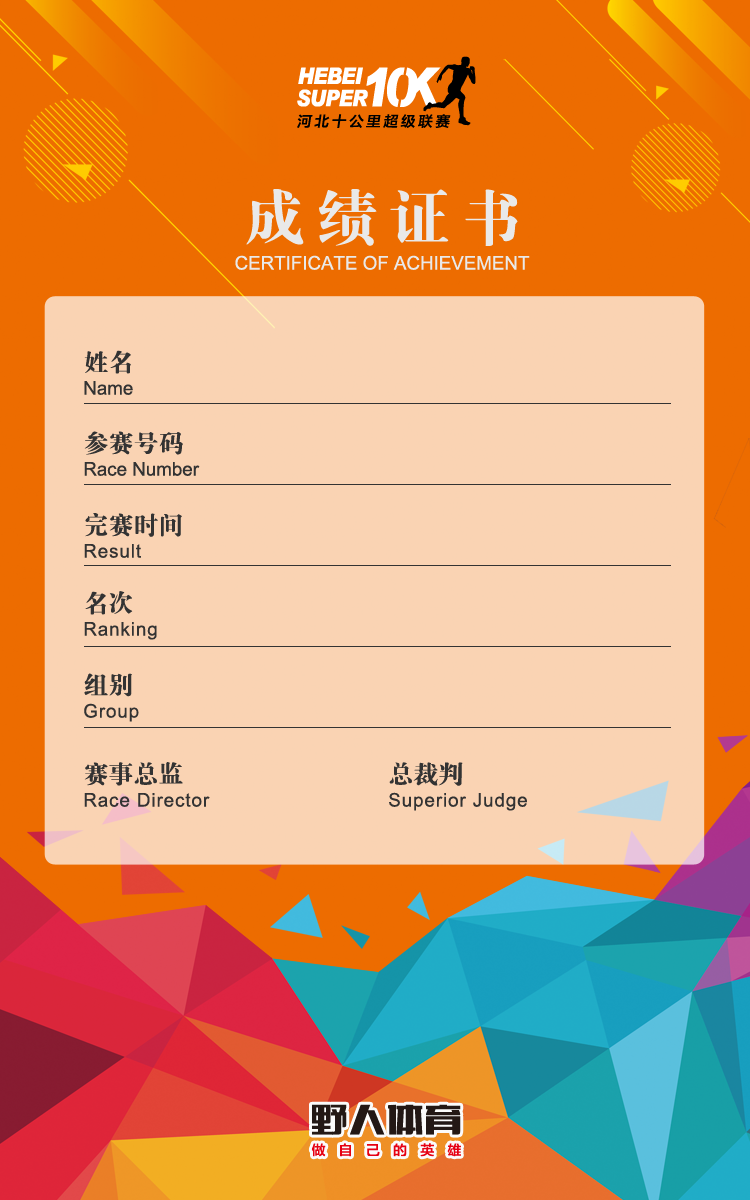 HEBEI
SUPER 10K
河北十公里超级联赛
成绩证书
CERTIFICATE OF ACHIEVEMENT
姓名
Name
参赛号码
Race Number
完赛时间
Result
名次
Ranking
组别
Group
赛事总监 总裁判
Race Director Superior Judge
野人体育
做自己的英雄